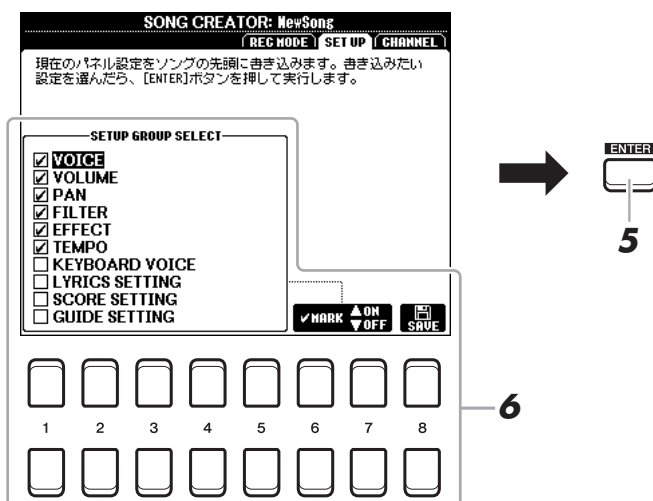 SONG CREATOR: NewSong
REC MODE SET UP CHANNEL
現在のパネル設定をソングの先頭に書き込みます。書き込みたい
設定を選んだら、[ENTER]ボタンを押して実行します。
SETUP GROUP SELECT
VOICE
VOLUME
PAN
FILTER
EFFECT
TEMPO
KEYBOARD VOICE
LYRICS SETTING
SCORE SETTING
GUIDE SETTING
✓MARK ▲ON
▼OFF
SAVE
ENTER
5
1 2 3 4 5 6 7 8
6